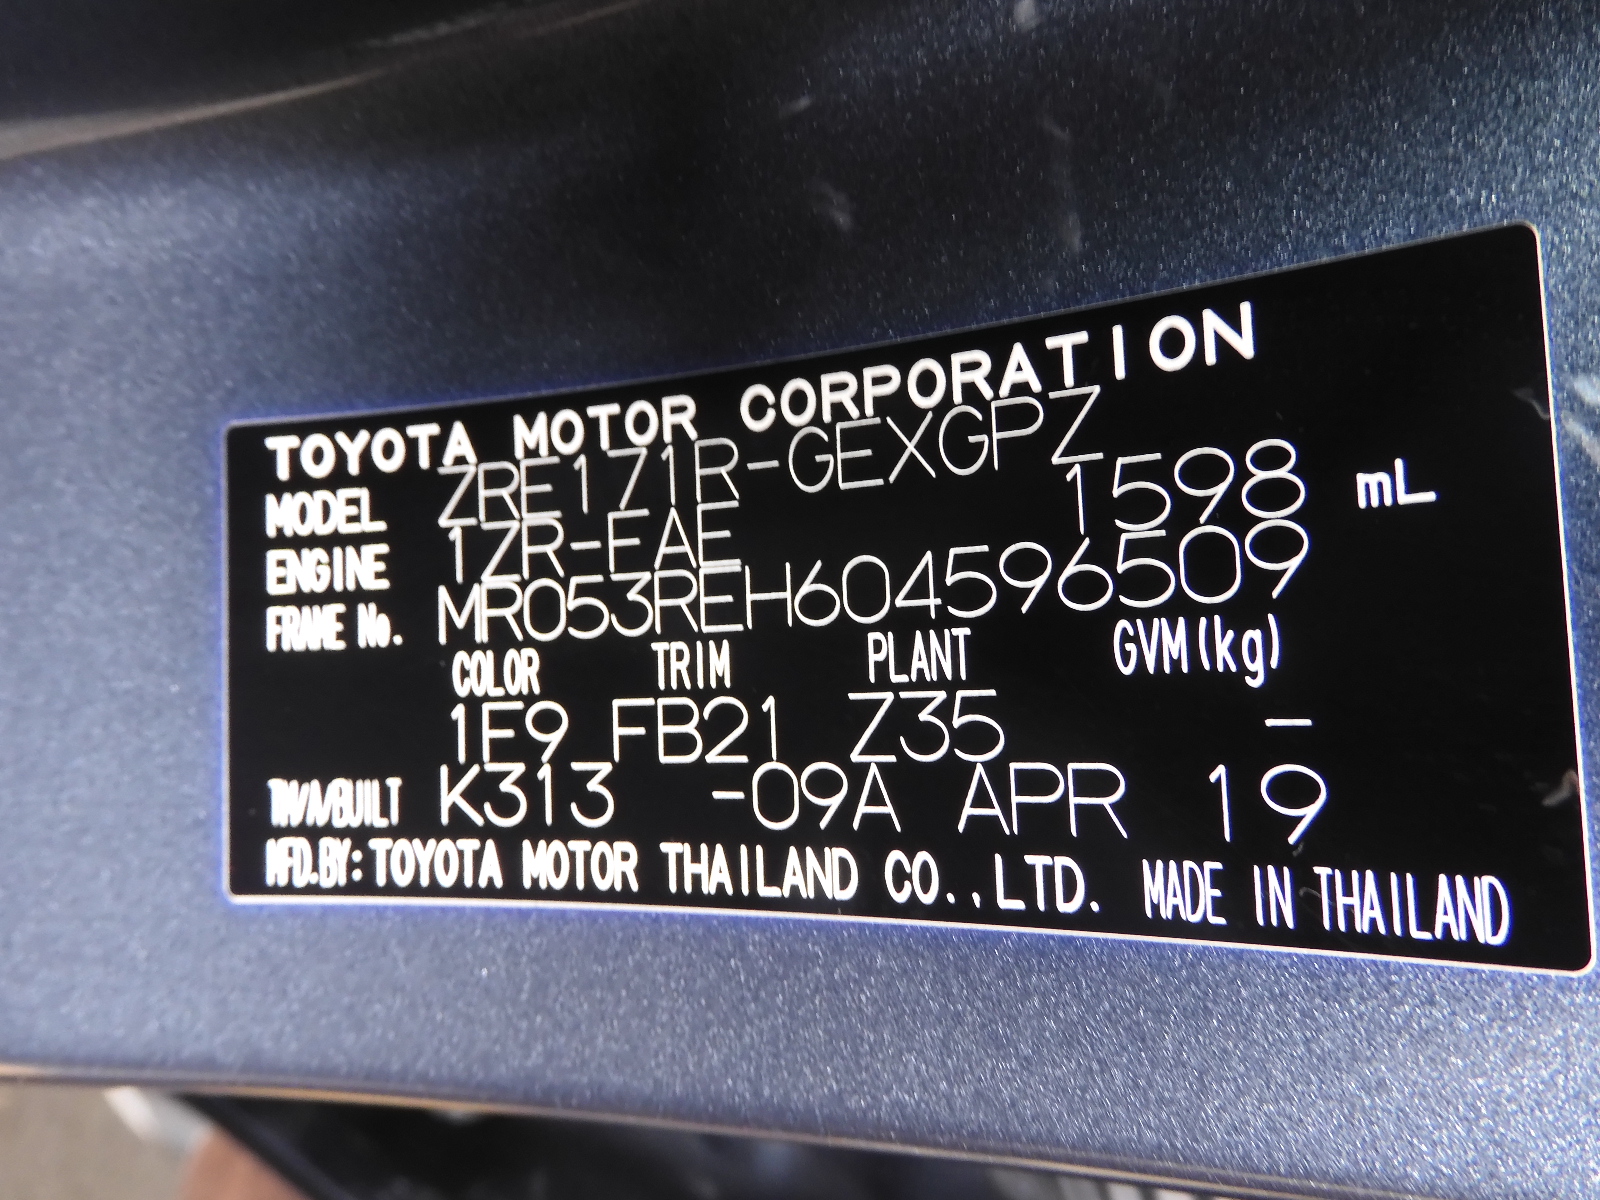 TOYOTA MOTOR CORPORATION
MODEL ZRE171R-GEXGPZ
ENGINE 1ZR-FAE 1598 mL
FRAME No. MR053REH604596509
COLOR TRIM PLANT GVM(kg)
1F9 FB21 Z35 -
TM/A/BUILT K313 -09A APR 19
MFD.BY:TOYOTA MOTOR THAILAND CO.,LTD. MADE IN THAILAND